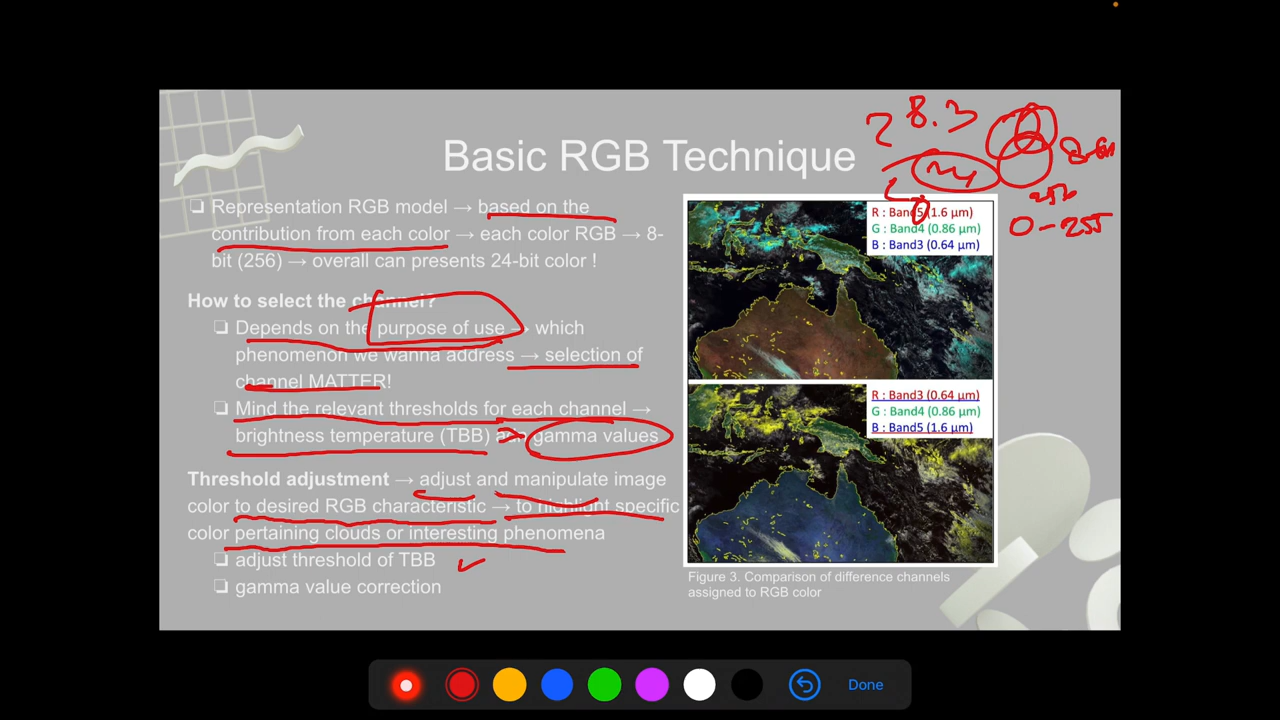 Basic RGB Technique
28.3
256
0-255
❏ Representation RGB model → based on the
contribution from each color → each color RGB → 8-
bit (256) → overall can presents 24-bit color !
How to select the channel?
❏ Depends on the purpose of use → which
phenomenon we wanna address → selection of
channel MATTER!
❏ Mind the relevant thresholds for each channel →
brightness temperature (TBB) gamma values
Threshold adjustment → adjust and manipulate image
color to desired RGB characteristic → to highlight specific
color pertaining clouds or interesting phenomena
❏ adjust threshold of TBB
❏ gamma value correction
R : Band5 (1.6 µm)
G : Band4 (0.86 µm)
B : Band3 (0.64 µm)
R : Band3 (0.64 µm)
G : Band4 (0.86 µm)
B : Band5 (1.6 µm)
Figure 3. Comparison of difference channels
assigned to RGB color
Done